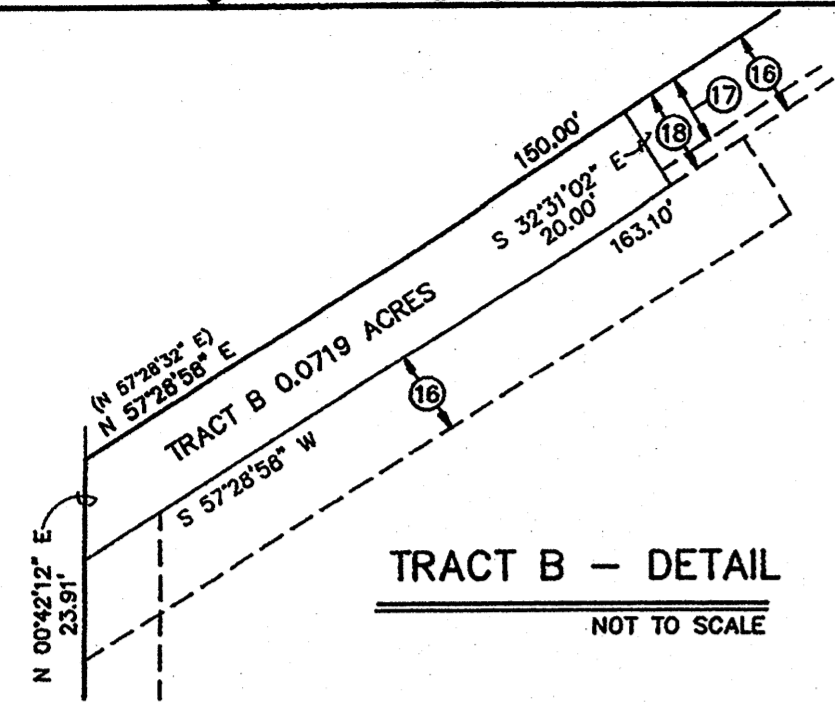 16
17
18
150.00'
S 32°31'02" E
20.00'
163.10'
(N 67°28'32" E)
N 57°28'58" E
TRACT B 0.0719 ACRES
16
S 57°28'58" W
N 00°42'12" E
23.91'
TRACT B — DETAIL
NOT TO SCALE